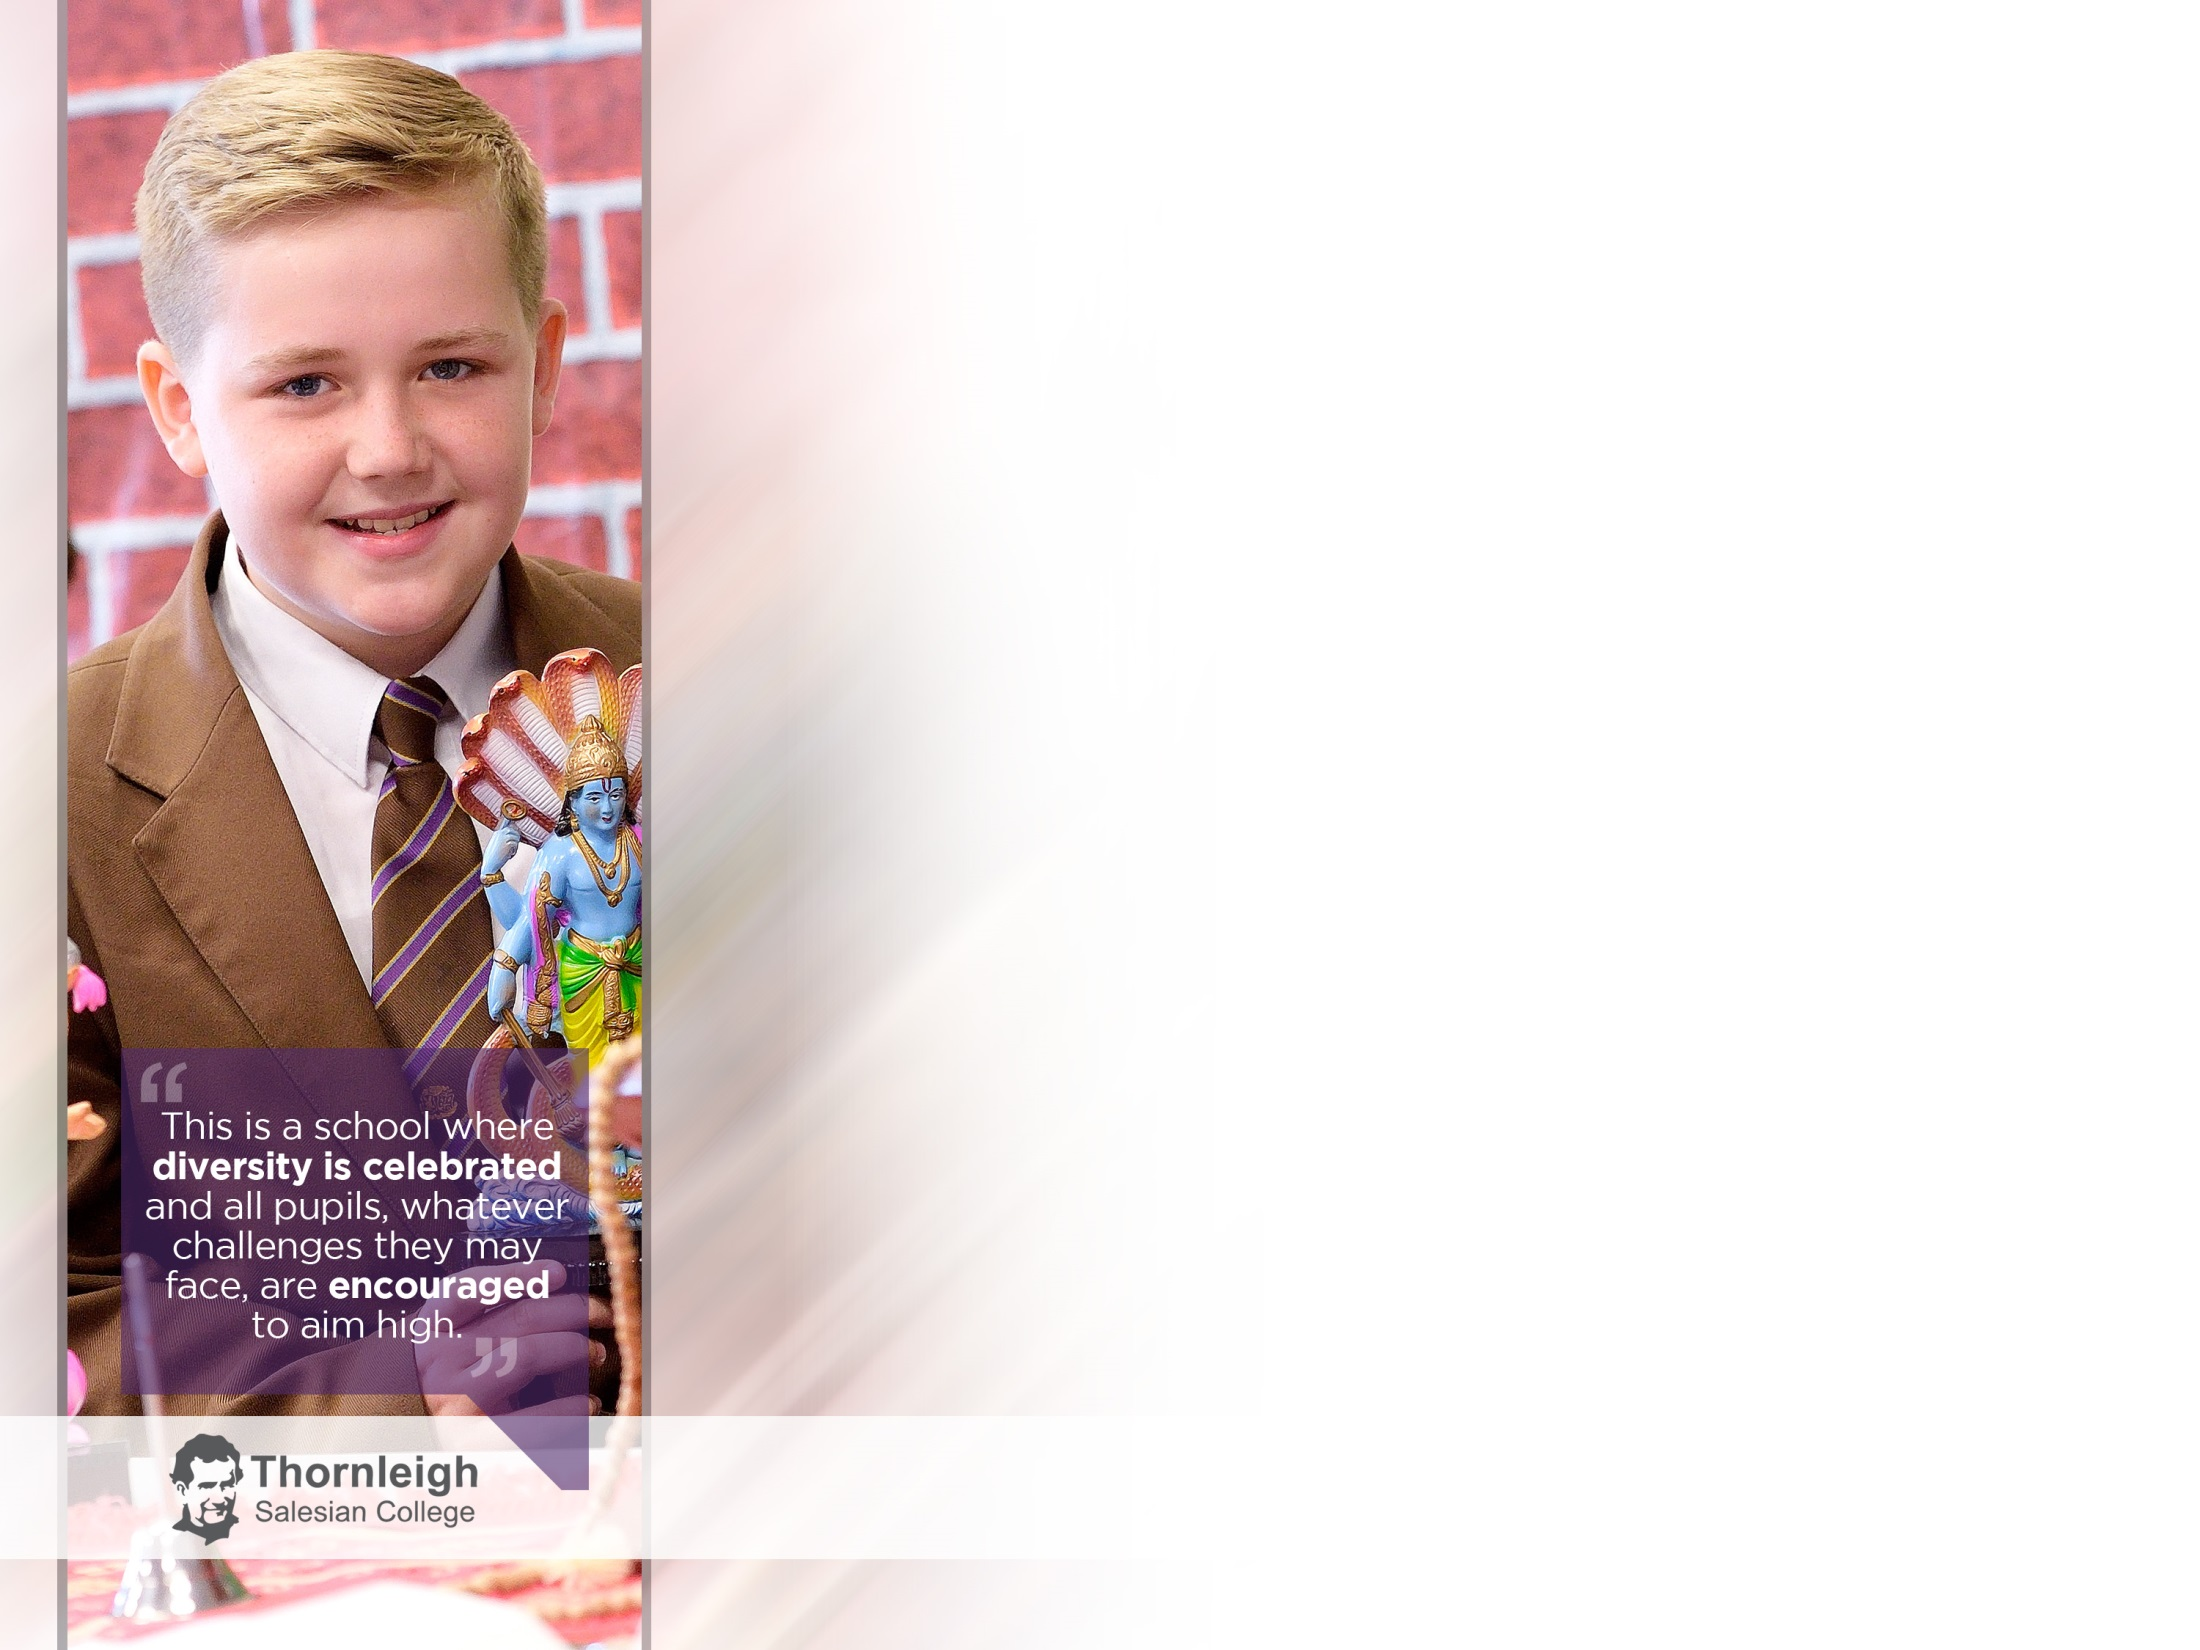 “
This is a school where
diversity is celebrated
and all pupils, whatever
challenges they may
face, are encouraged
to aim high.
”
Thornleigh
Salesian College